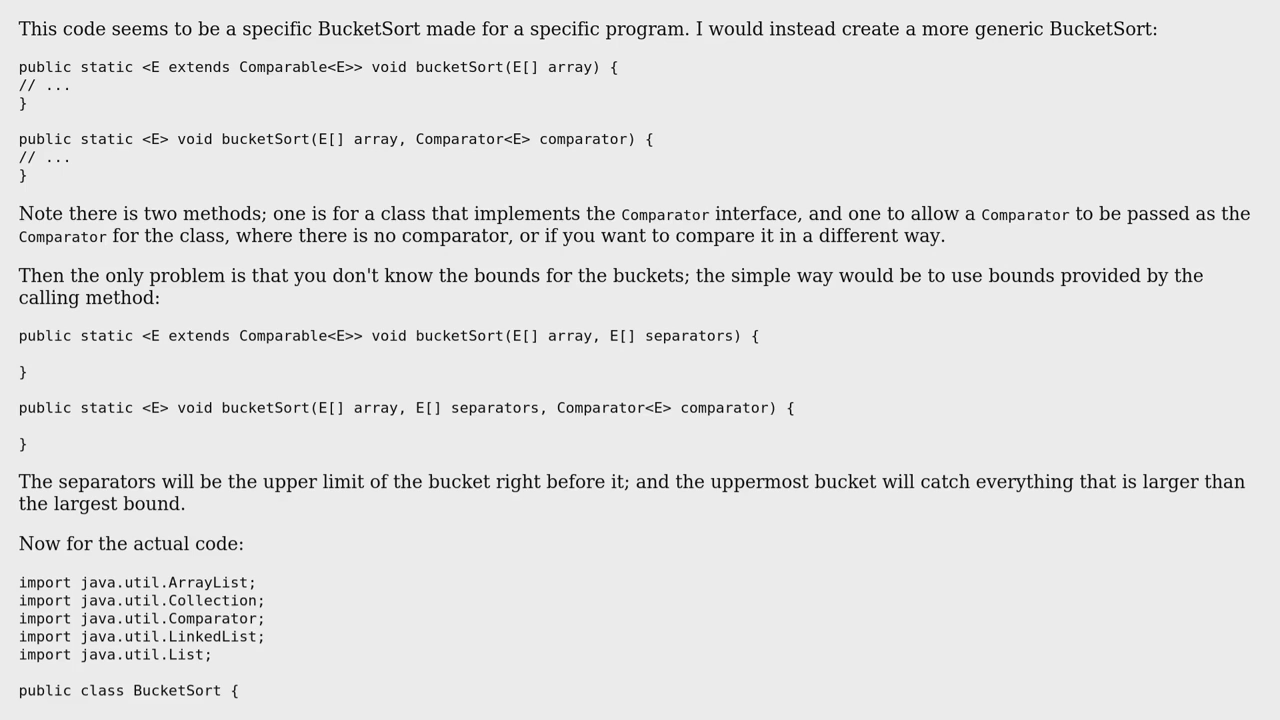 This code seems to be a specific BucketSort made for a specific program. I would instead create a more generic BucketSort:
public static <E extends Comparable<E>> void bucketSort(E[] array) {
// ...
}
public static <E> void bucketSort(E[] array, Comparator<E> comparator) {
// ...
}
Note there is two methods; one is for a class that implements the Comparator interface, and one to allow a Comparator to be passed as the
Comparator for the class, where there is no comparator, or if you want to compare it in a different way.
Then the only problem is that you don't know the bounds for the buckets; the simple way would be to use bounds provided by the
calling method:
public static <E extends Comparable<E>> void bucketSort(E[] array, E[] separators) {
}
public static <E> void bucketSort(E[] array, E[] separators, Comparator<E> comparator) {
}
The separators will be the upper limit of the bucket right before it; and the uppermost bucket will catch everything that is larger than
the largest bound.
Now for the actual code:
import java.util.ArrayList;
import java.util.Collection;
import java.util.Comparator;
import java.util.LinkedList;
import java.util.List;
public class BucketSort {